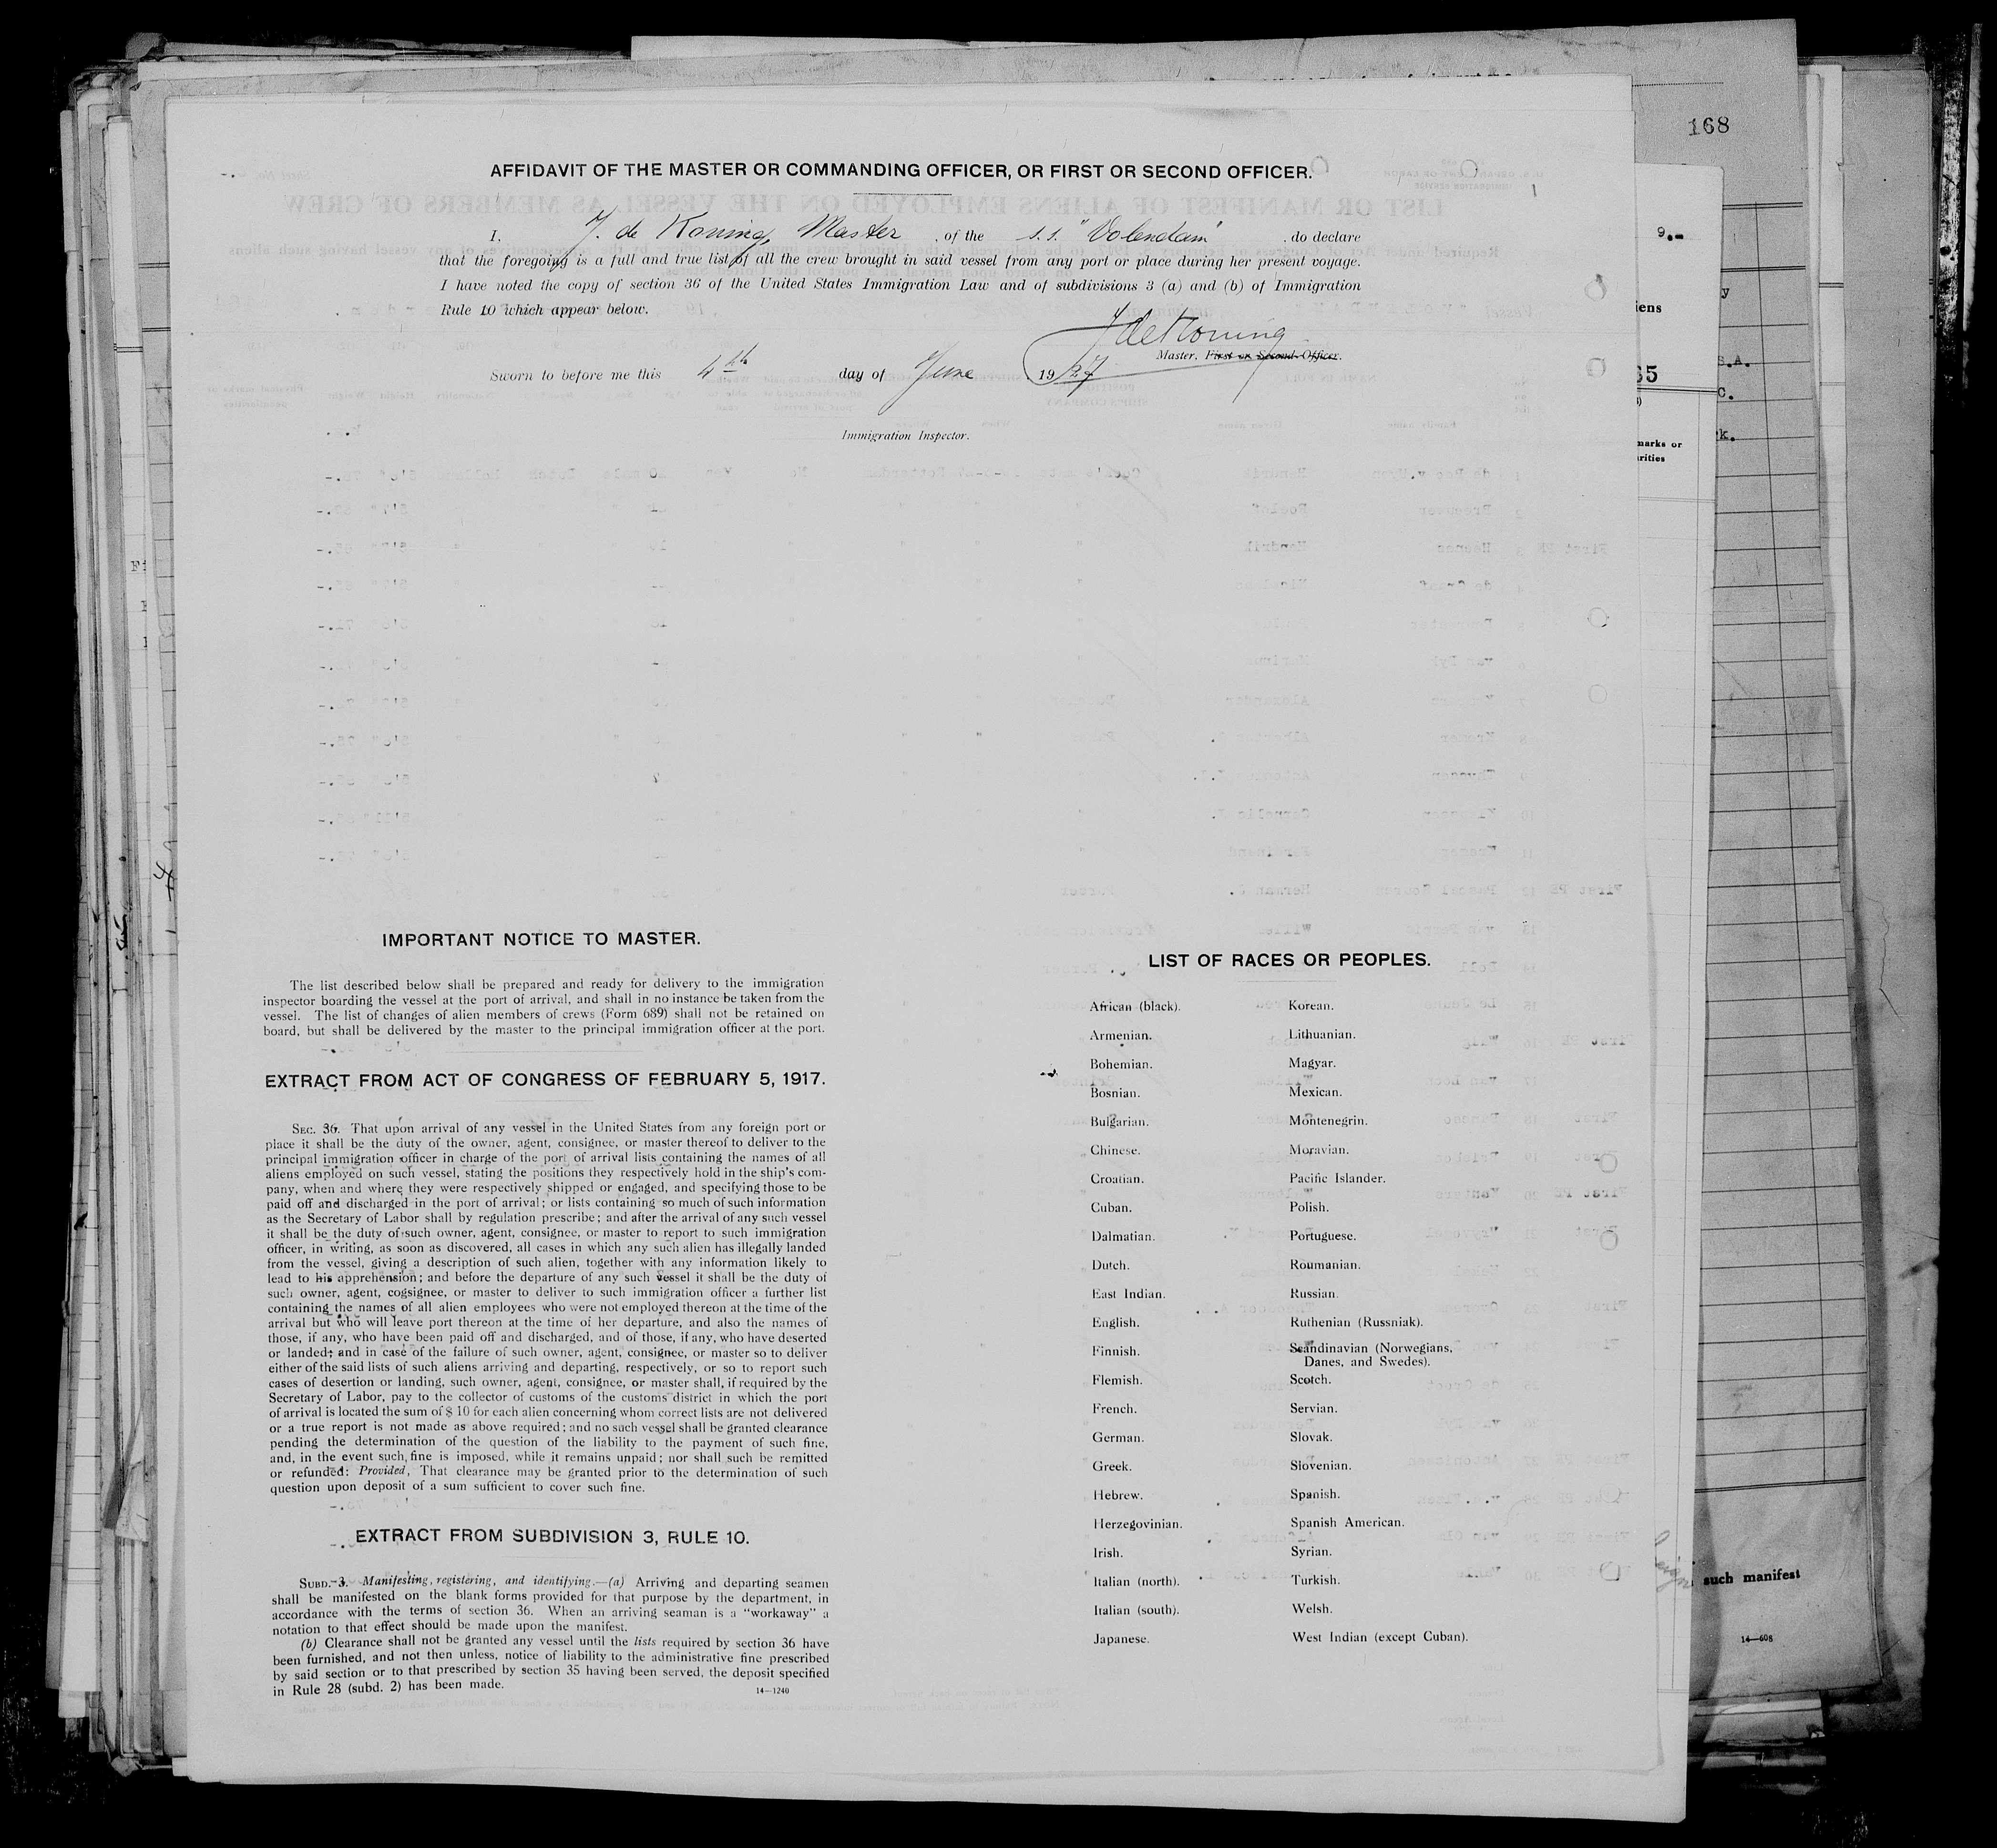 168
AFFIDAVIT OF THE MASTER OR COMMANDING OFFICER, OR FIRST OR SECOND OFFICER.
I, J. de Koning, Master, of the s.s. "Volendam", do declare
that the foregoing is a full and true list of all the crew brought in said vessel from any port or place during her present voyage.
I have noted the copy of section 36 of the United States Immigration Law and of subdivisions 3 (a) and (b) of Immigration
Rule 10 which appear below.
J de Koning
Master, First or Second Officer.
Sworn to before me this 4th day of June, 1927
Immigration Inspector.
IMPORTANT NOTICE TO MASTER.
The list described below shall be prepared and ready for delivery to the immigration
inspector boarding the vessel at the port of arrival, and shall in no instance be taken from the
vessel. The list of changes of alien members of crews (Form 689) shall not be retained on
board, but shall be delivered by the master to the principal immigration officer at the port.
EXTRACT FROM ACT OF CONGRESS OF FEBRUARY 5, 1917.
SEC. 36. That upon arrival of any vessel in the United States from any foreign port or
place it shall be the duty of the owner, agent, consignee, or master thereof to deliver to the
principal immigration officer in charge of the port of arrival lists containing the names of all
aliens employed on such vessel, stating the positions they respectively hold in the ship's com-
pany, when and where they were respectively shipped or engaged, and specifying those to be
paid off and discharged in the port of arrival; or lists containing so much of such information
as the Secretary of Labor shall by regulation prescribe; and after the arrival of any such vessel
it shall be the duty of such owner, agent, consignee, or master to report to such immigration
officer, in writing, as soon as discovered, all cases in which any such alien has illegally landed
from the vessel, giving a description of such alien, together with any information likely to
lead to his apprehension; and before the departure of any such vessel it shall be the duty of
such owner, agent, cogsignee, or master to deliver to such immigration officer a further list
containing the names of all alien employees who were not employed thereon at the time of the
arrival but who will leave port thereon at the time of her departure, and also the names of
those, if any, who have been paid off and discharged, and of those, if any, who have deserted
or landed; and in case of the failure of such owner, agent, consignee, or master so to deliver
either of the said lists of such aliens arriving and departing, respectively, or so to report such
cases of desertion or landing, such owner, agent, consignee, or master shall, if required by the
Secretary of Labor, pay to the collector of customs of the customs district in which the port
of arrival is located the sum of $ 10 for each alien concerning whom correct lists are not delivered
or a true report is not made as above required; and no such vessel shall be granted clearance
pending the determination of the question of the liability to the payment of such fine,
and, in the event such fine is imposed, while it remains unpaid; nor shall such be remitted
or refunded: Provided, That clearance may be granted prior to the determination of such
question upon deposit of a sum sufficient to cover such fine.
EXTRACT FROM SUBDIVISION 3, RULE 10.
SUBD. 3. Manifesting, registering, and identifying.—(a) Arriving and departing seamen
shall be manifested on the blank forms provided for that purpose by the department, in
accordance with the terms of section 36. When an arriving seaman is a "workaway" a
notation to that effect should be made upon the manifest.
(b) Clearance shall not be granted any vessel until the lists required by section 36 have
been furnished, and not then unless, notice of liability to the administrative fine prescribed
by said section or to that prescribed by section 35 having been served, the deposit specified
in Rule 28 (subd. 2) has been made.
14—1240
LIST OF RACES OR PEOPLES.
African (black). Korean.
Armenian. Lithuanian.
Bohemian. Magyar.
Bosnian. Mexican.
Bulgarian. Montenegrin.
Chinese. Moravian.
Croatian. Pacific Islander.
Cuban. Polish.
Dalmatian. Portuguese.
Dutch. Roumanian.
East Indian. Russian.
English. Ruthenian (Russniak).
Finnish. Scandinavian (Norwegians,
Danes, and Swedes).
Flemish. Scotch.
French. Servian.
German. Slovak.
Greek. Slovenian.
Hebrew. Spanish.
Herzegovinian. Spanish American.
Irish. Syrian.
Italian (north). Turkish.
Italian (south). Welsh.
Japanese. West Indian (except Cuban).
such manifest
14—608